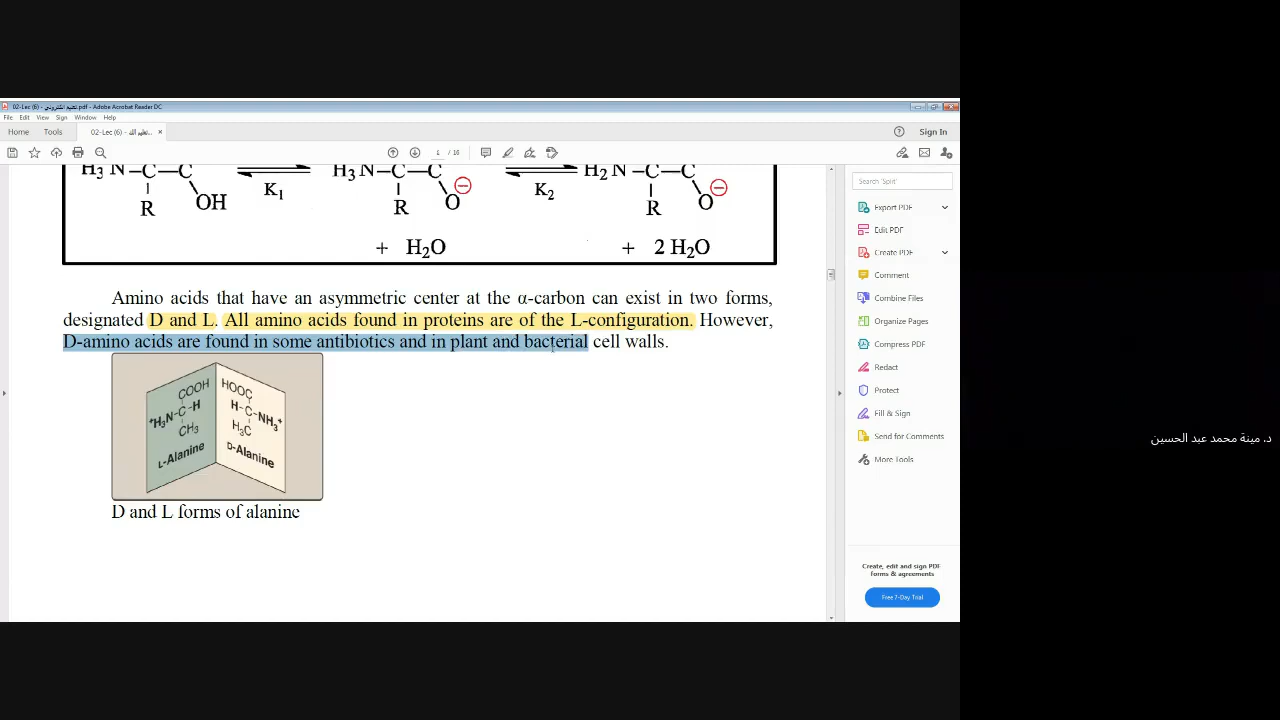 02-Lec (6) - تعليم الكتروني.pdf - Adobe Acrobat Reader DC
File Edit View Sign Window Help
Home Tools 02-Lec (6) - تعليم الك... × Sign In
1 / 16
Search 'Split'
H₃N–C–C H₃N–C–C H₂N–C–C
K₁ K₂
R OH R O⊖ R O⊖
+ H₂O + 2 H₂O
Amino acids that have an asymmetric center at the α-carbon can exist in two forms,
designated D and L. All amino acids found in proteins are of the L-configuration. However,
D-amino acids are found in some antibiotics and in plant and bacterial cell walls.
COOH
⁺H₃N–C–H
CH₃
L-Alanine
HOOC
H–C–NH₃⁺
H₃C
D-Alanine
D and L forms of alanine
Export PDF
Edit PDF
Create PDF
Comment
Combine Files
Organize Pages
Compress PDF
Redact
Protect
Fill & Sign
Send for Comments
More Tools
Create, edit and sign PDF
forms & agreements
Free 7-Day Trial
د. مينة محمد عبد الحسين